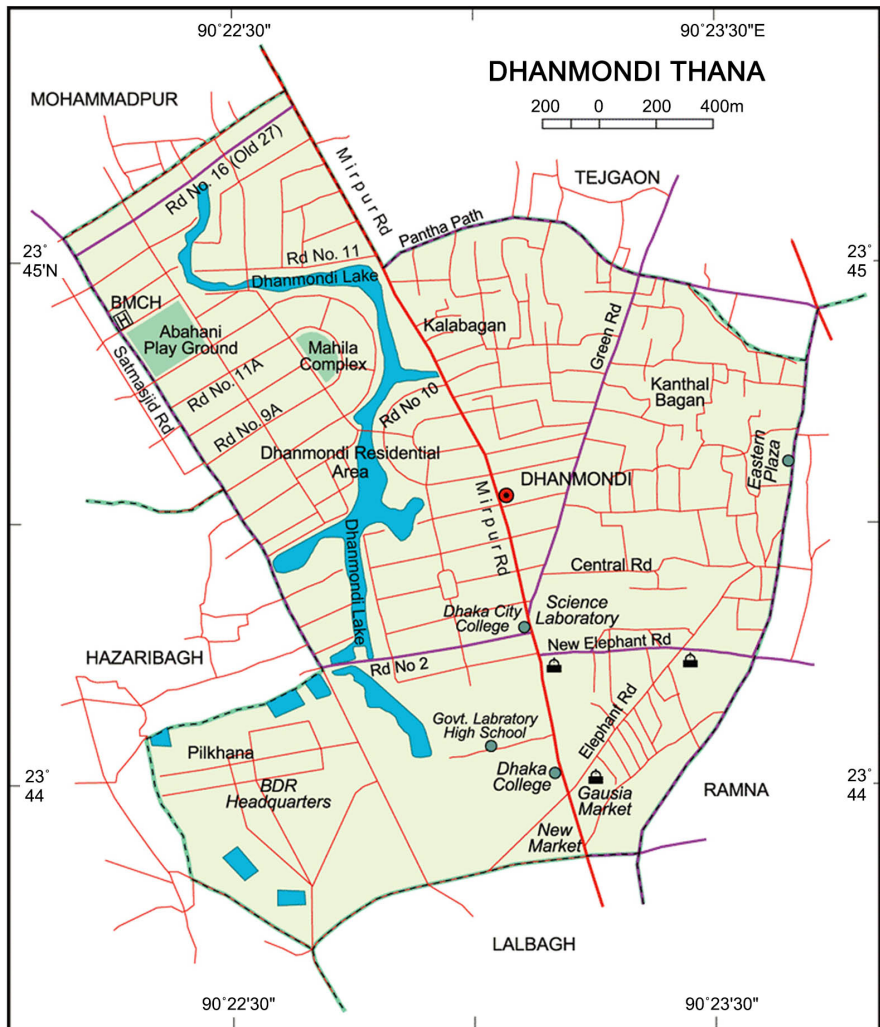 90°22'30"
90°23'30"E
DHANMONDI THANA
200 0 200 400m
MOHAMMADPUR
TEJGAON
Rd No. 16 (Old 27)
Mirpur Rd
Pantha Path
23°
45'N
23°
45
Rd No. 11
Dhanmondi Lake
BMCH
H
Abahani
Play Ground
Kalabagan
Green Rd
Mahila
Complex
Satmasjid Rd
Rd No. 11A
Kanthal
Bagan
Rd No 10
Rd No. 9A
Dhanmondi Residential
Area
Eastern
Plaza
DHANMONDI
Mirpur Rd
Dhanmondi Lake
Central Rd
Dhaka City
College
Science
Laboratory
New Elephant Rd
HAZARIBAGH
Rd No 2
Govt. Labratory
High School
Elephant Rd
Pilkhana
BDR
Headquarters
Dhaka
College
Gausia
Market
23°
44
23°
44
RAMNA
New
Market
LALBAGH
90°22'30"
90°23'30"